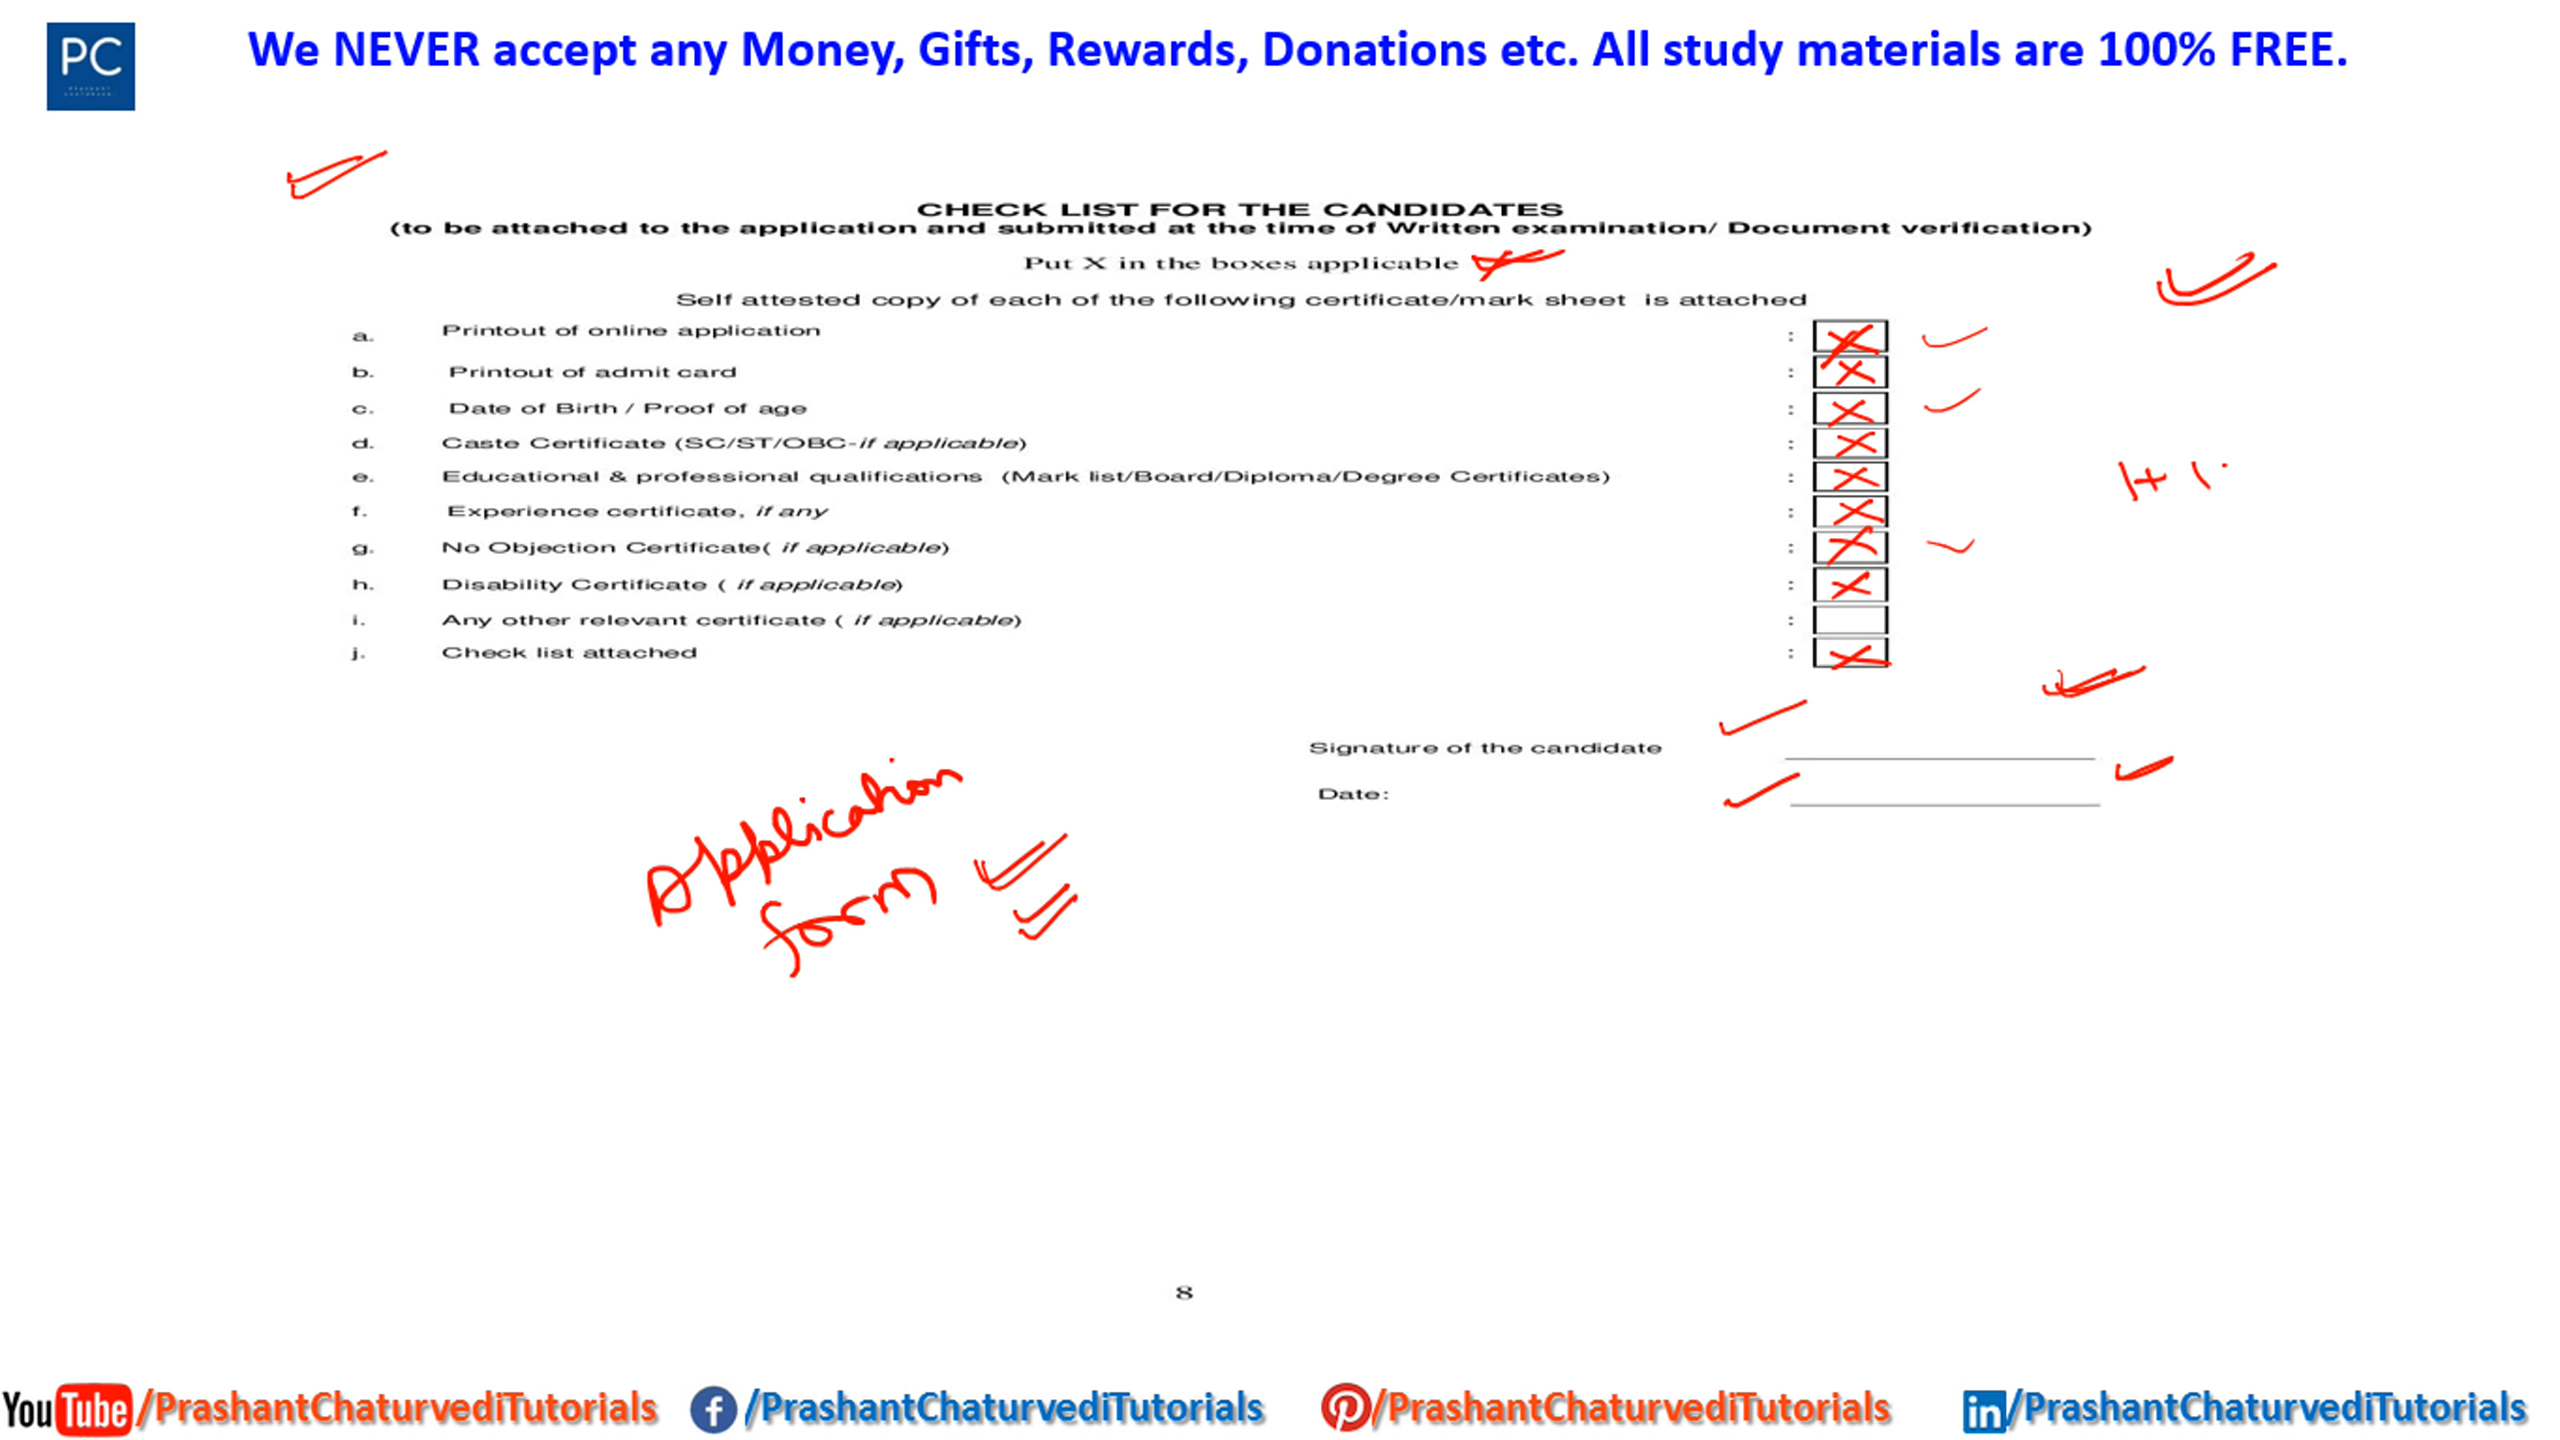 PC
We NEVER accept any Money, Gifts, Rewards, Donations etc. All study materials are 100% FREE.
CHECK LIST FOR THE CANDIDATES
(to be attached to the application and submitted at the time of Written examination/ Document verification)
Put X in the boxes applicable
Self attested copy of each of the following certificate/mark sheet is attached
a. Printout of online application : X
b. Printout of admit card : X
c. Date of Birth / Proof of age : X
d. Caste Certificate (SC/ST/OBC-if applicable) : X
e. Educational & professional qualifications (Mark list/Board/Diploma/Degree Certificates) : X
f. Experience certificate, if any : X
g. No Objection Certificate( if applicable) : X
h. Disability Certificate ( if applicable) : X
i. Any other relevant certificate ( if applicable) :
j. Check list attached : X
Signature of the candidate
Date:
Application
form
8
YouTube/PrashantChaturvediTutorials f/PrashantChaturvediTutorials /PrashantChaturvediTutorials in/PrashantChaturvediTutorials